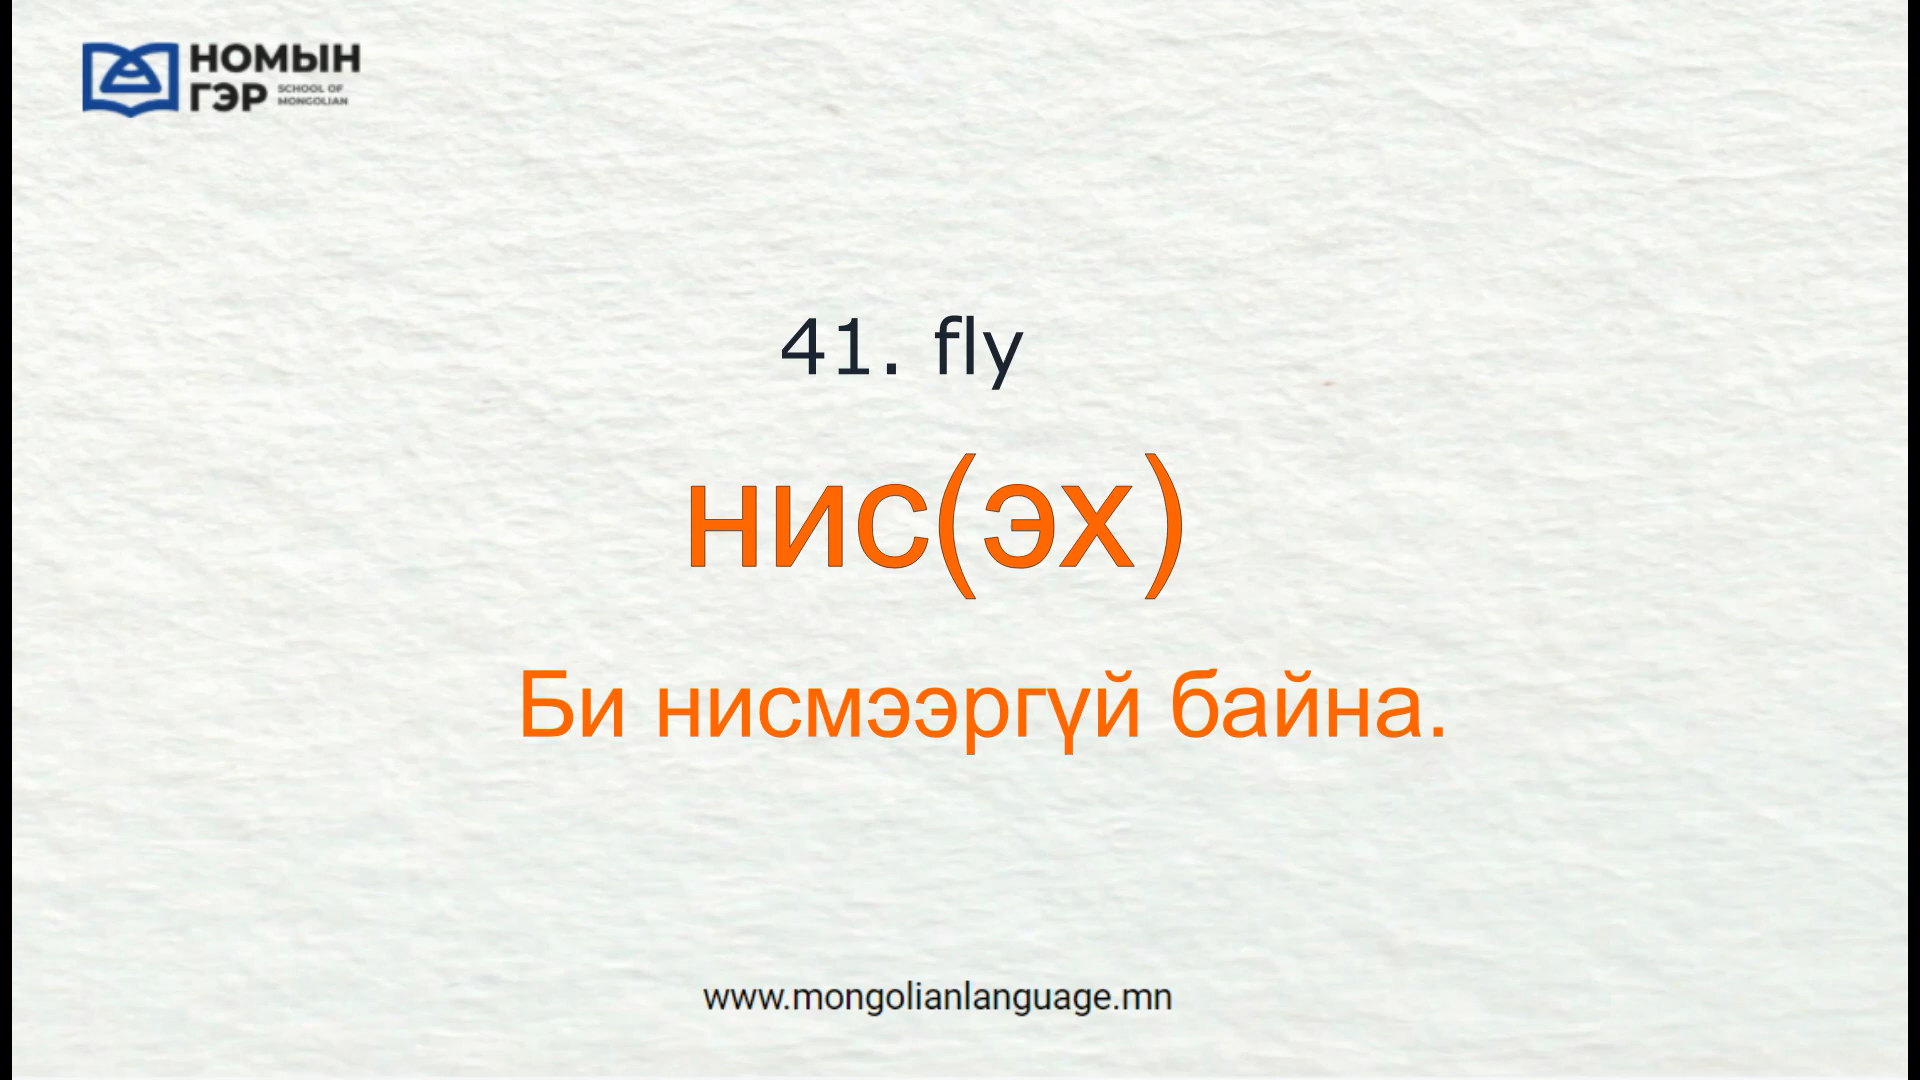 НОМЫН
ГЭР SCHOOL OF
MONGOLIAN
41. fly
нис(эх)
Би нисмээргүй байна.
www.mongolianlanguage.mn